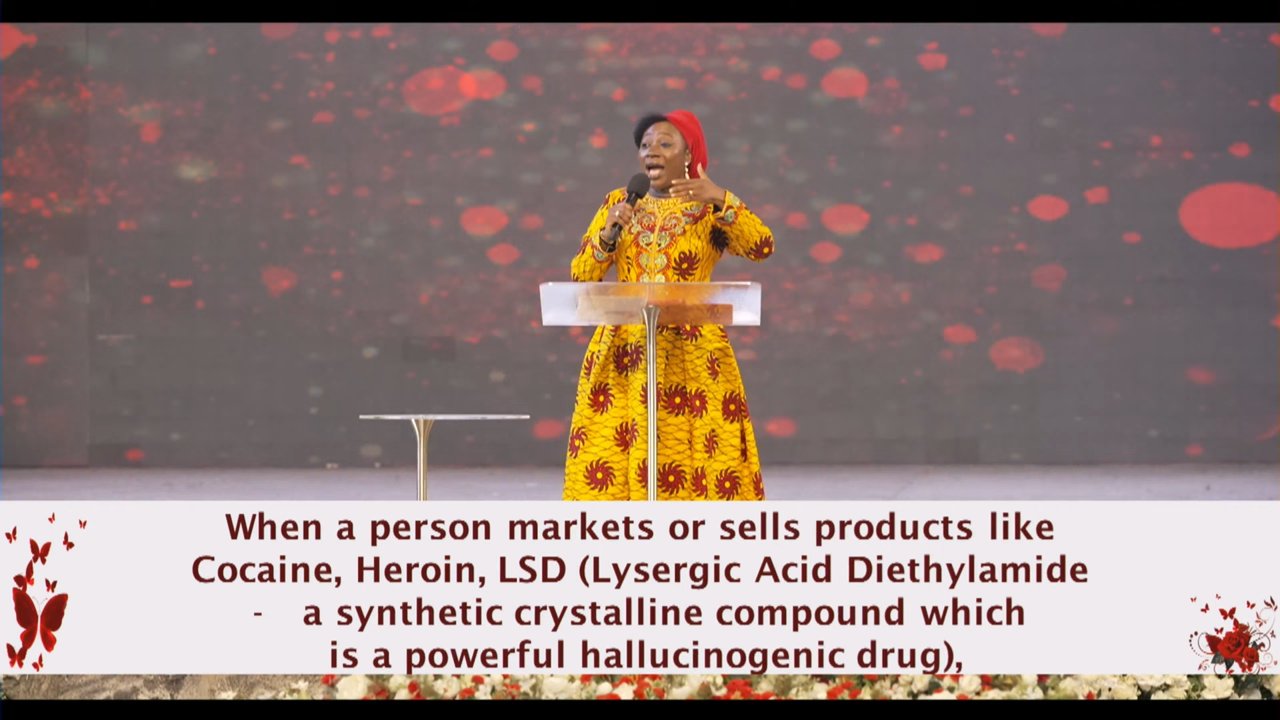 When a person markets or sells products like
Cocaine, Heroin, LSD (Lysergic Acid Diethylamide
- a synthetic crystalline compound which
is a powerful hallucinogenic drug),